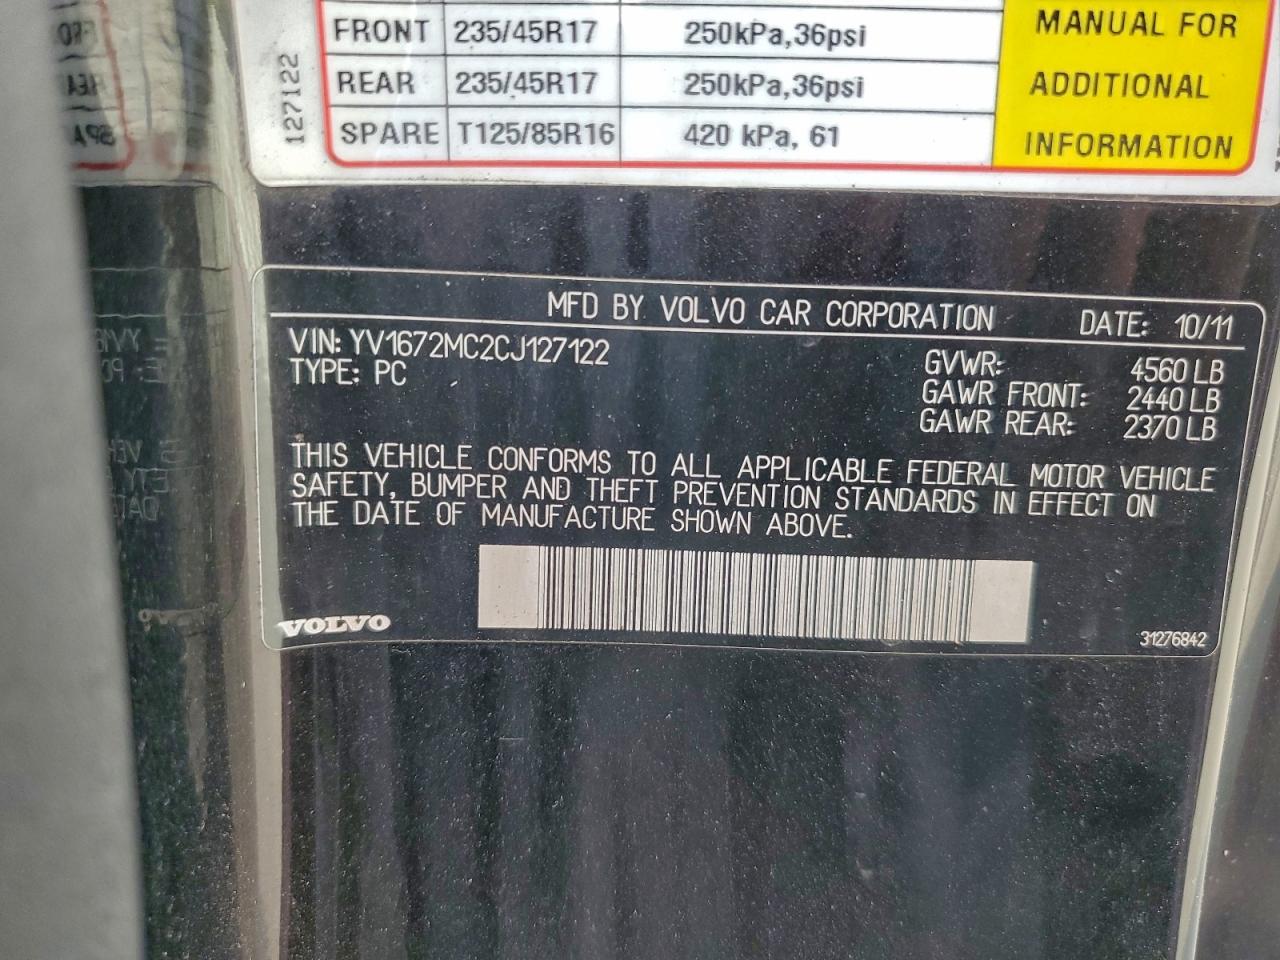 127122
FRONT 235/45R17 250kPa,36psi
REAR 235/45R17 250kPa,36psi
SPARE T125/85R16 420 kPa, 61
MANUAL FOR
ADDITIONAL
INFORMATION
MFD BY VOLVO CAR CORPORATION DATE: 10/11
VIN: YV1672MC2CJ127122 GVWR: 4560 LB
TYPE: PC GAWR FRONT: 2440 LB
GAWR REAR: 2370 LB
THIS VEHICLE CONFORMS TO ALL APPLICABLE FEDERAL MOTOR VEHICLE
SAFETY, BUMPER AND THEFT PREVENTION STANDARDS IN EFFECT ON
THE DATE OF MANUFACTURE SHOWN ABOVE.
VOLVO
31276842